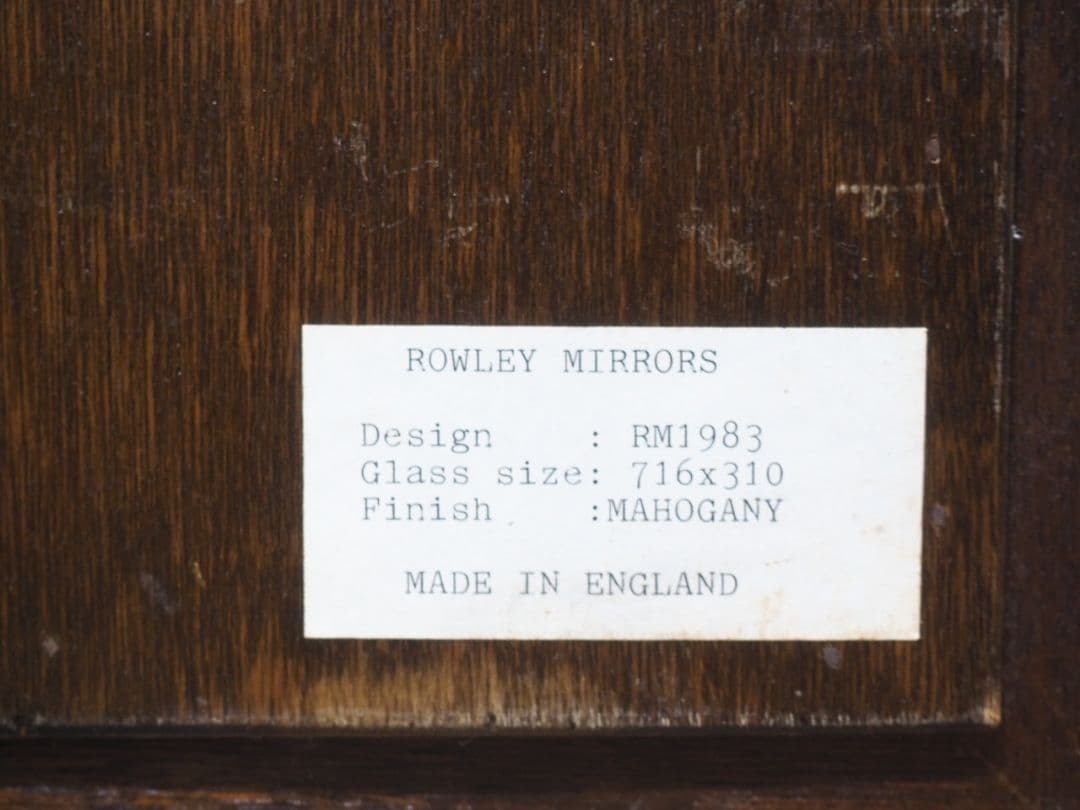 ROWLEY MIRRORS
Design : RM1983
Glass size: 716x310
Finish :MAHOGANY
MADE IN ENGLAND